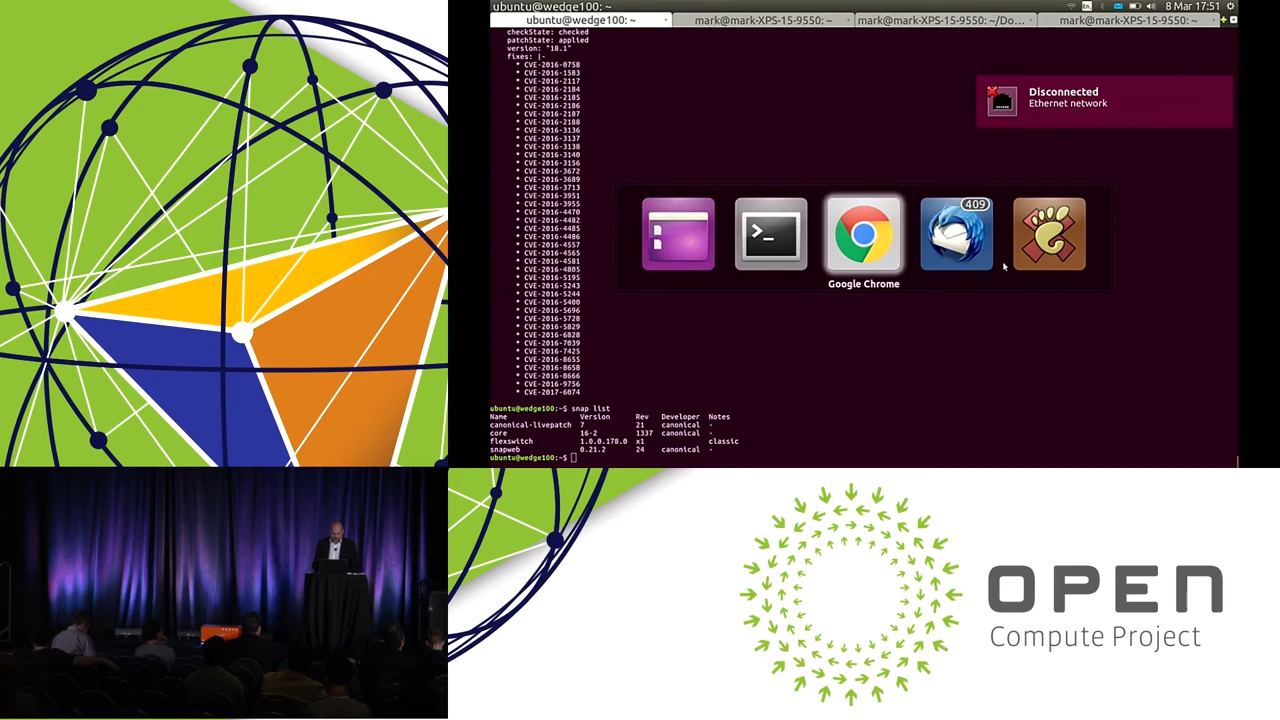 ubuntu@wedge100: ~
8 Mar 17:51
ubuntu@wedge100: ~
mark@mark-XPS-15-9550: ~
mark@mark-XPS-15-9550: ~/Do...
mark@mark-XPS-15-9550: ~
checkState: checked
patchState: applied
version: "18.1"
fixes: |-
* CVE-2016-0758
* CVE-2016-1583
* CVE-2016-2117
* CVE-2016-2184
* CVE-2016-2185
* CVE-2016-2186
* CVE-2016-2187
* CVE-2016-2188
* CVE-2016-3136
* CVE-2016-3137
* CVE-2016-3138
* CVE-2016-3140
* CVE-2016-3156
* CVE-2016-3672
* CVE-2016-3689
* CVE-2016-3713
* CVE-2016-3951
* CVE-2016-3955
* CVE-2016-4470
* CVE-2016-4482
* CVE-2016-4485
* CVE-2016-4486
* CVE-2016-4557
* CVE-2016-4565
* CVE-2016-4581
* CVE-2016-4805
* CVE-2016-5195
* CVE-2016-5243
* CVE-2016-5244
* CVE-2016-5400
* CVE-2016-5696
* CVE-2016-5728
* CVE-2016-5829
* CVE-2016-6828
* CVE-2016-7039
* CVE-2016-7425
* CVE-2016-8655
* CVE-2016-8658
* CVE-2016-8666
* CVE-2016-9756
* CVE-2017-6074
ubuntu@wedge100:~$ snap list
Name Version Rev Developer Notes
canonical-livepatch 7 21 canonical -
core 16-2 1337 canonical -
flexswitch 1.0.0.178.0 x1 classic
snapweb 0.21.2 24 canonical -
ubuntu@wedge100:~$
Disconnected
Ethernet network
409
Google Chrome
OPEN
Compute Project